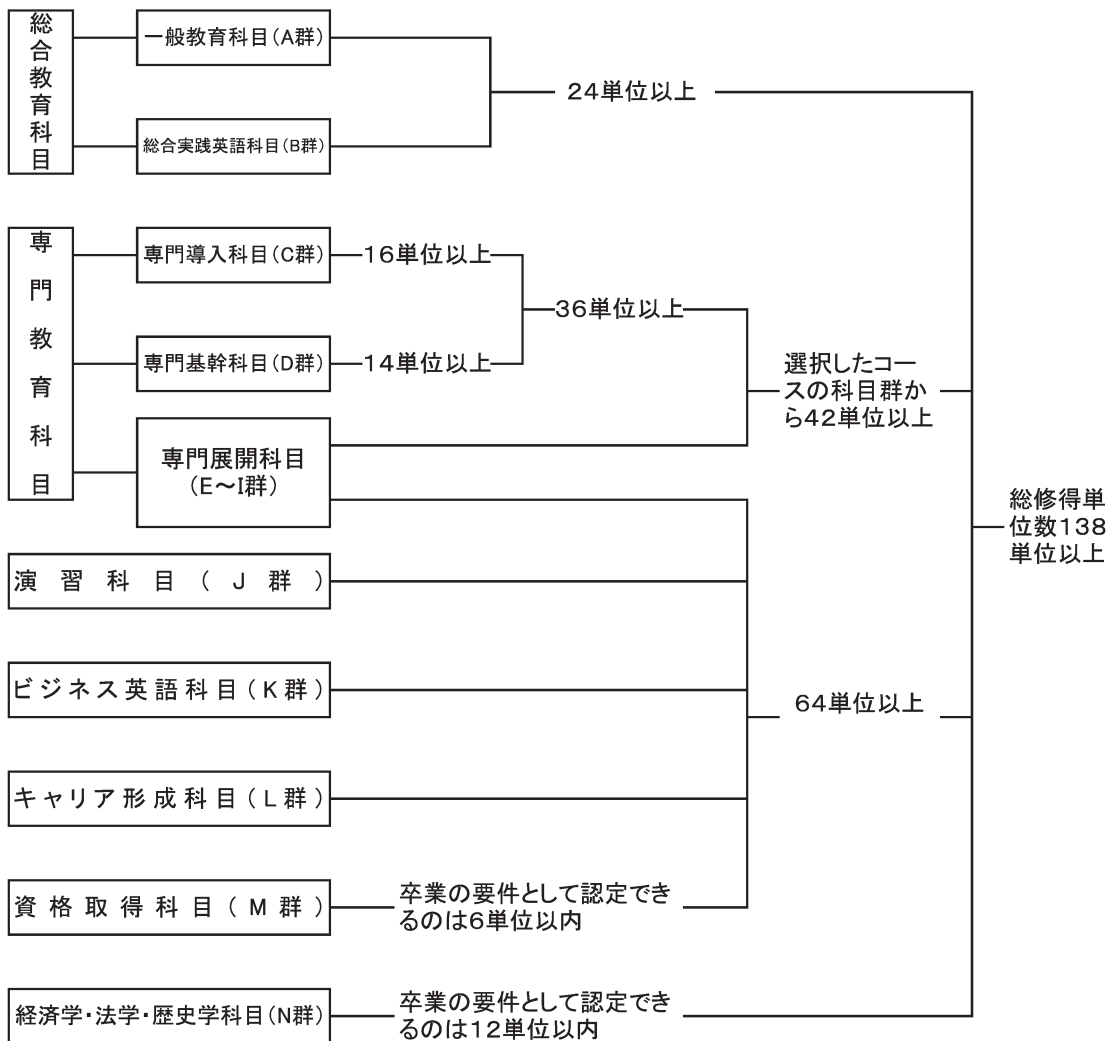 総合教育科目
一般教育科目(A群)
24単位以上
総合実践英語科目(B群)
専門教育科目
専門導入科目(C群)
16単位以上
36単位以上
専門基幹科目(D群)
14単位以上
選択したコー
スの科目群か
ら42単位以上
専門展開科目
(E～I群)
総修得単
位数138
単位以上
演習科目(J群)
ビジネス英語科目(K群)
64単位以上
キャリア形成科目(L群)
資格取得科目(M群)
卒業の要件として認定でき
るのは6単位以内
経済学・法学・歴史学科目(N群)
卒業の要件として認定でき
るのは12単位以内